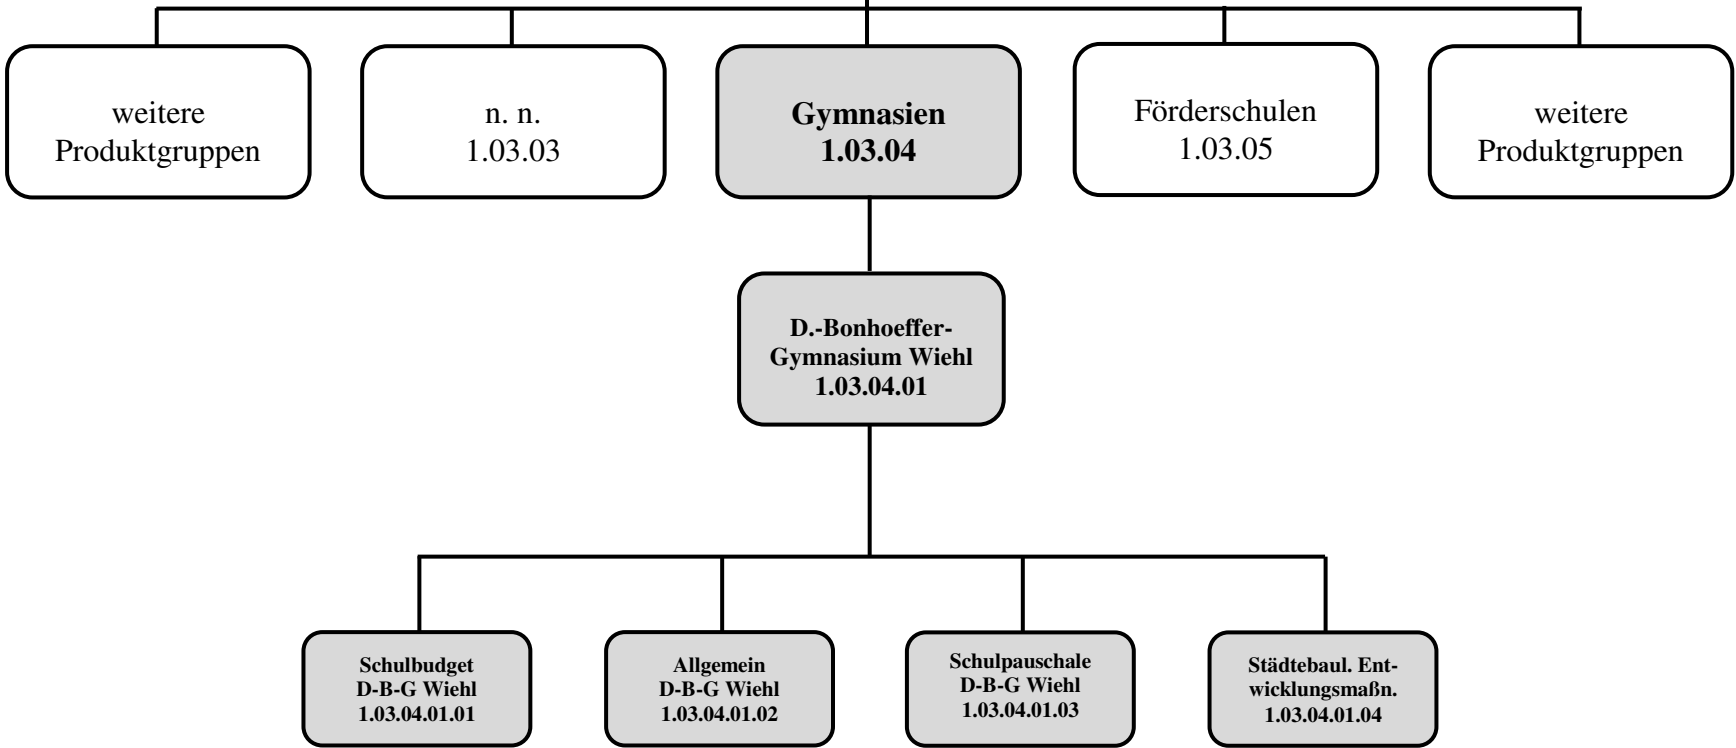 weitere
Produktgruppen
n. n.
1.03.03
Gymnasien
1.03.04
Förderschulen
1.03.05
weitere
Produktgruppen
D.-Bonhoeffer-
Gymnasium Wiehl
1.03.04.01
Schulbudget
D-B-G Wiehl
1.03.04.01.01
Allgemein
D-B-G Wiehl
1.03.04.01.02
Schulpauschale
D-B-G Wiehl
1.03.04.01.03
Städtebaul. Ent-
wicklungsmaßn.
1.03.04.01.04